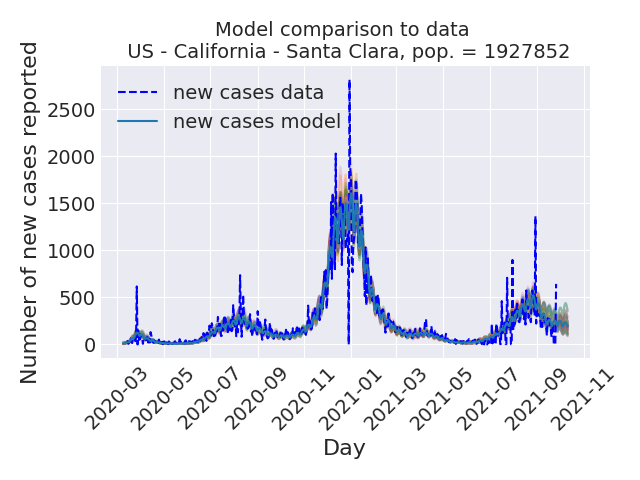 Model comparison to data
US - California - Santa Clara, pop. = 1927852
Number of new cases reported
2500
2000
1500
1000
500
0
new cases data
new cases model
2020-03
2020-05
2020-07
2020-09
2020-11
2021-01
2021-03
2021-05
2021-07
2021-09
2021-11
Day